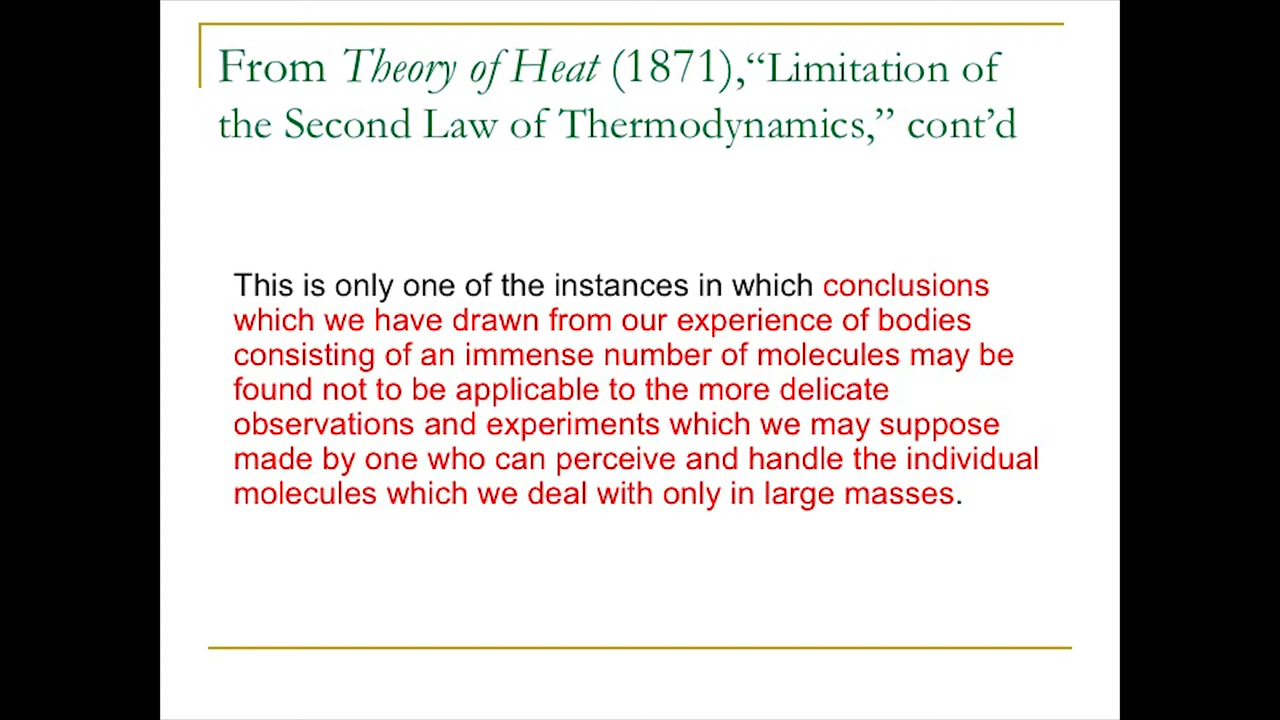 From Theory of Heat (1871),“Limitation of
the Second Law of Thermodynamics,” cont’d
This is only one of the instances in which conclusions
which we have drawn from our experience of bodies
consisting of an immense number of molecules may be
found not to be applicable to the more delicate
observations and experiments which we may suppose
made by one who can perceive and handle the individual
molecules which we deal with only in large masses.